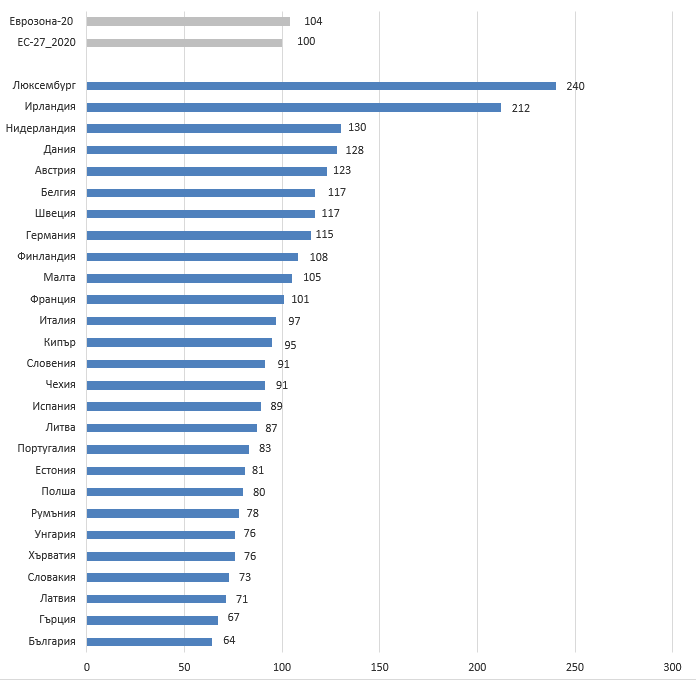 Еврозона-20 104
ЕС-27_2020 100
Люксембург 240
Ирландия 212
Нидерландия 130
Дания 128
Австрия 123
Белгия 117
Швеция 117
Германия 115
Финландия 108
Малта 105
Франция 101
Италия 97
Кипър 95
Словения 91
Чехия 91
Испания 89
Литва 87
Португалия 83
Естония 81
Полша 80
Румъния 78
Унгария 76
Хърватия 76
Словакия 73
Латвия 71
Гърция 67
България 64
0 50 100 150 200 250 300